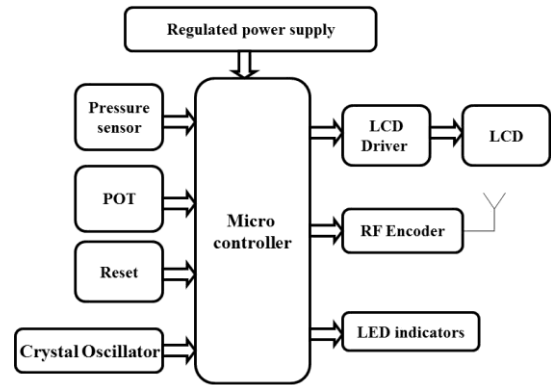 Regulated power supply
Pressure
sensor
POT
Reset
Crystal Oscillator
Micro
controller
LCD
Driver
LCD
RF Encoder
LED indicators